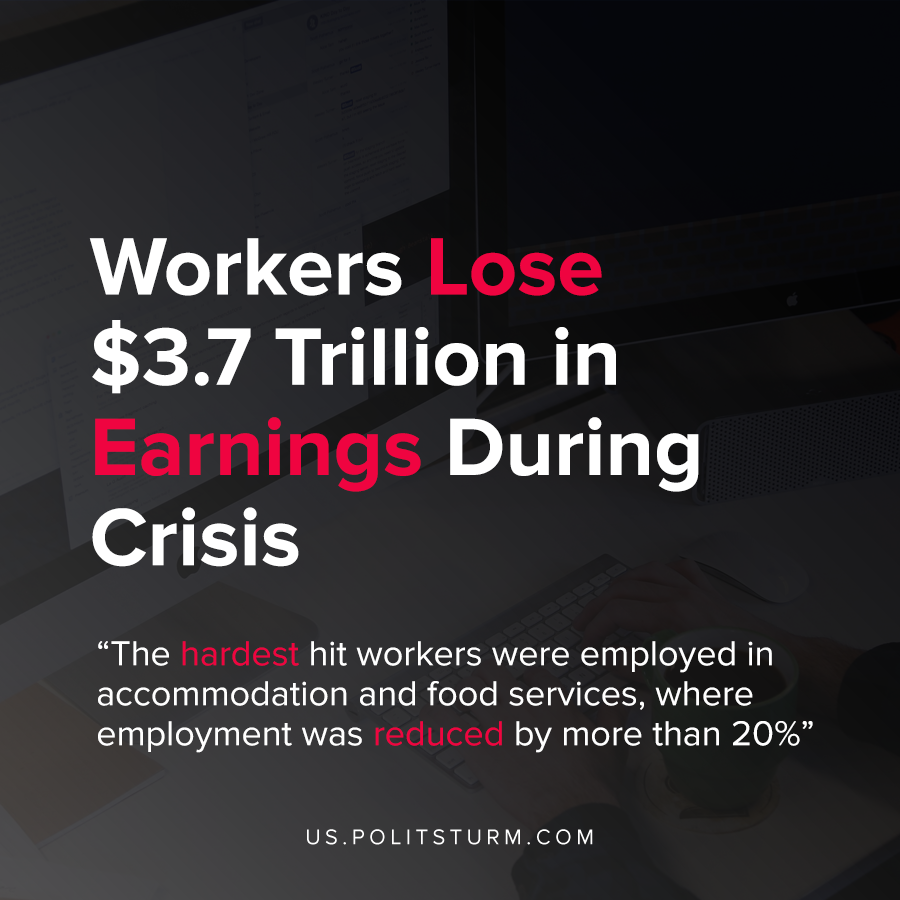 Workers Lose
$3.7 Trillion in
Earnings During
Crisis
“The hardest hit workers were employed in
accommodation and food services, where
employment was reduced by more than 20%”
US.POLITSTURM.COM